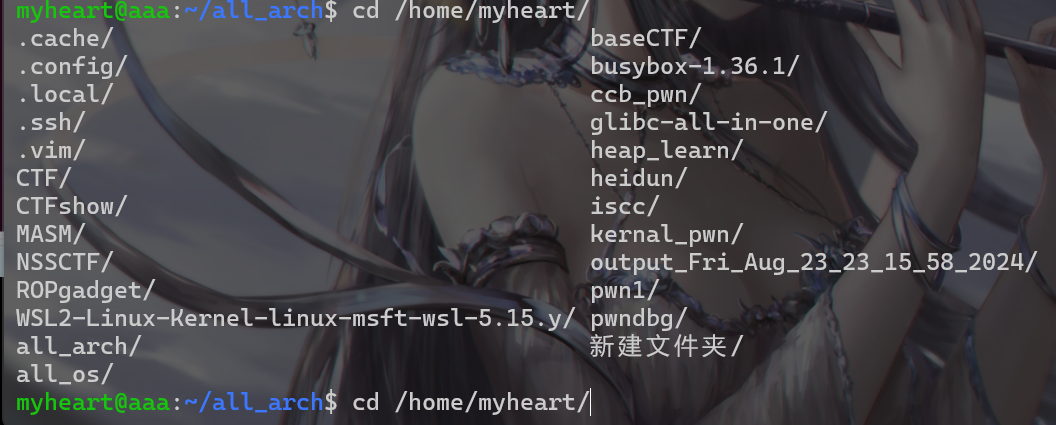 myheart@aaa:~/all_arch$ cd /home/myheart/
.cache/ baseCTF/
.config/ busybox-1.36.1/
.local/ ccb_pwn/
.ssh/ glibc-all-in-one/
.vim/ heap_learn/
CTF/ heidun/
CTFshow/ iscc/
MASM/ kernal_pwn/
NSSCTF/ output_Fri_Aug_23_23_15_58_2024/
ROPgadget/ pwn1/
WSL2-Linux-Kernel-linux-msft-wsl-5.15.y/ pwndbg/
all_arch/ 新建文件夹/
all_os/
myheart@aaa:~/all_arch$ cd /home/myheart/